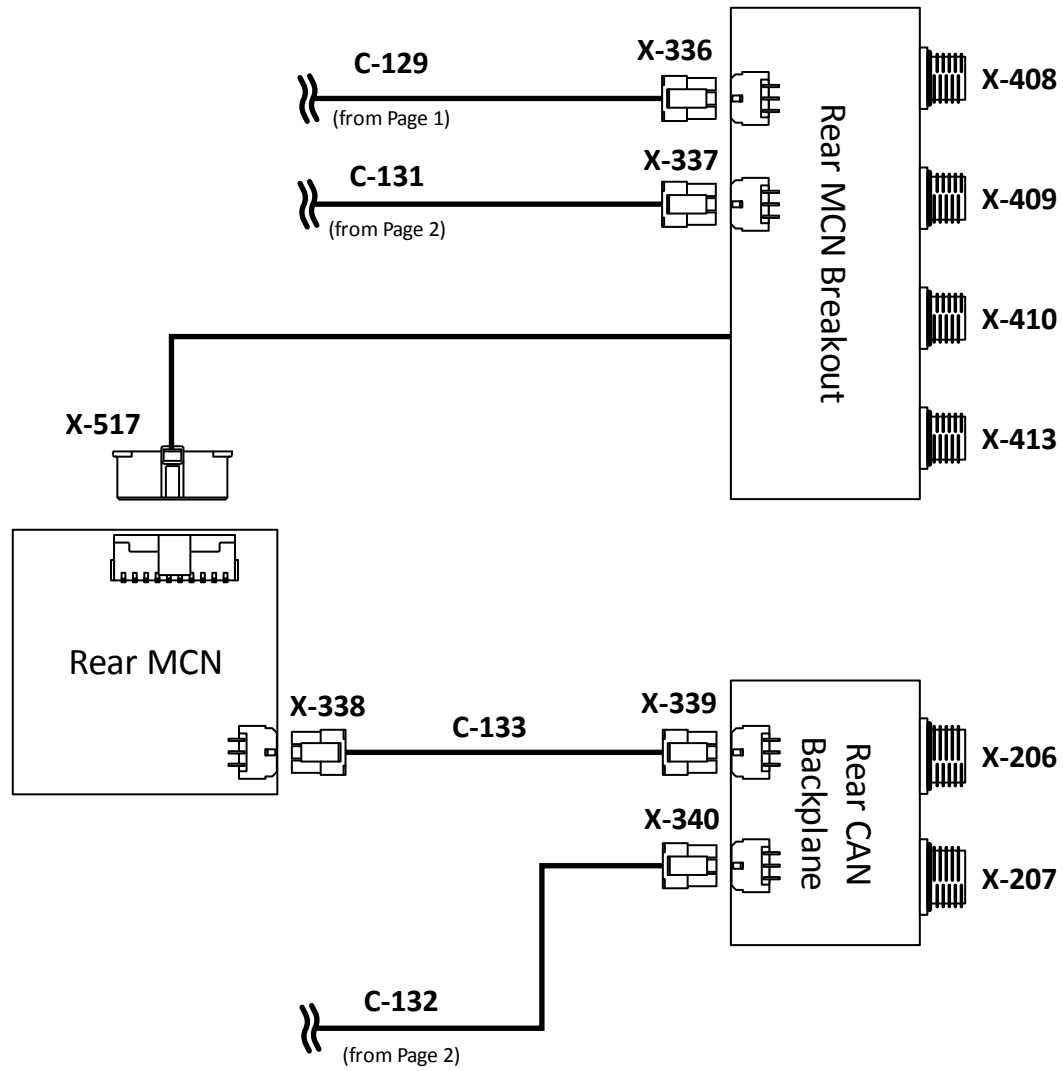 C-129
X-336
X-408
(from Page 1)
C-131
X-337
X-409
(from Page 2)
Rear MCN Breakout
X-410
X-517
X-413
Rear MCN
X-338
C-133
X-339
Rear CAN
Backplane
X-206
X-340
X-207
C-132
(from Page 2)